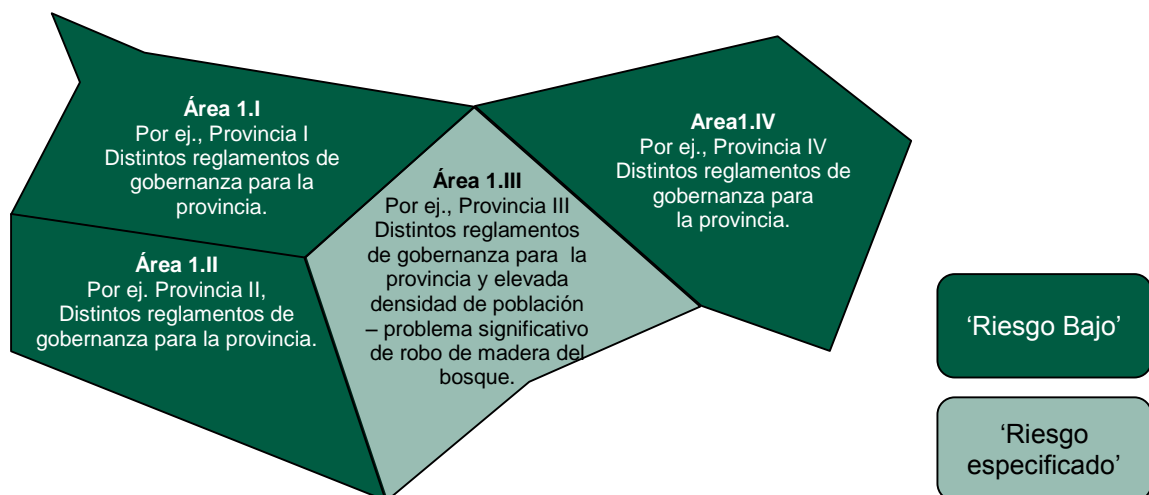 Área 1.I
Por ej., Provincia I
Distintos reglamentos de
gobernanza para la
provincia.
Área 1.II
Por ej. Provincia II,
Distintos reglamentos de
gobernanza para la provincia.
Área 1.III
Por ej., Provincia III
Distintos reglamentos
de gobernanza para la
provincia y elevada
densidad de población
– problema significativo
de robo de madera del
bosque.
Area1.IV
Por ej., Provincia IV
Distintos reglamentos de
gobernanza para
la provincia.
‘Riesgo Bajo’
‘Riesgo
especificado’